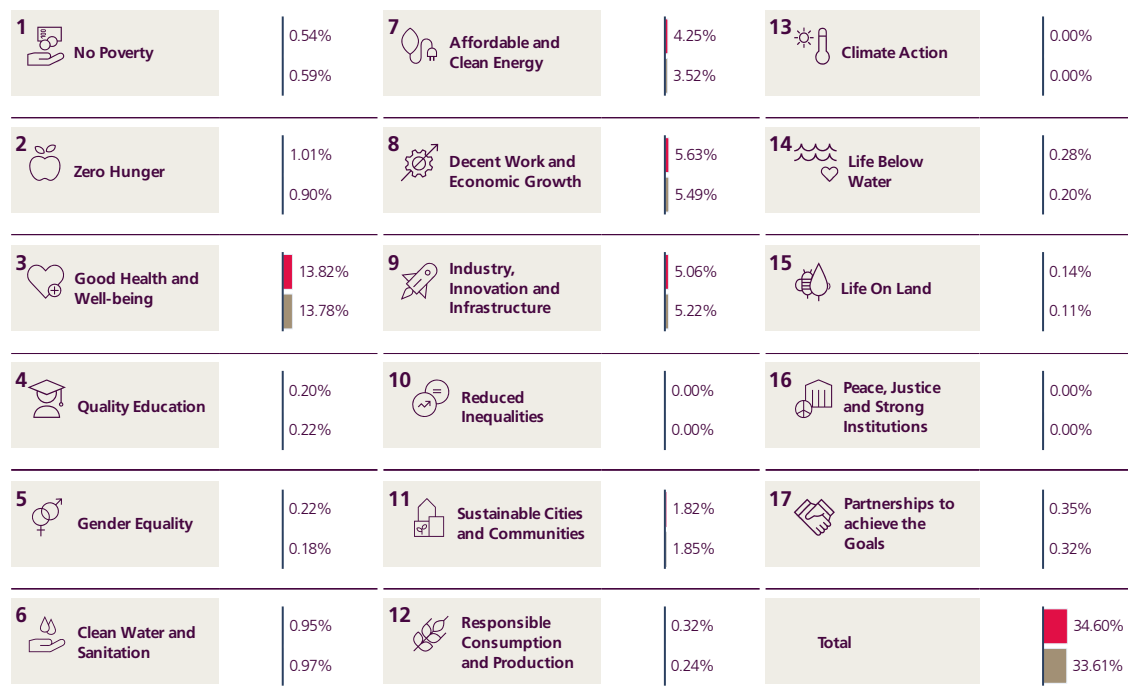 1
No Poverty
0.54%
0.59%
2
Zero Hunger
1.01%
0.90%
3
Good Health and
Well-being
13.82%
13.78%
4
Quality Education
0.20%
0.22%
5
Gender Equality
0.22%
0.18%
6
Clean Water and
Sanitation
0.95%
0.97%
7
Affordable and
Clean Energy
4.25%
3.52%
8
Decent Work and
Economic Growth
5.63%
5.49%
9
Industry,
Innovation and
Infrastructure
5.06%
5.22%
10
Reduced
Inequalities
0.00%
0.00%
11
Sustainable Cities
and Communities
1.82%
1.85%
12
Responsible
Consumption
and Production
0.32%
0.24%
13
Climate Action
0.00%
0.00%
14
Life Below
Water
0.28%
0.20%
15
Life On Land
0.14%
0.11%
16
Peace, Justice
and Strong
Institutions
0.00%
0.00%
17
Partnerships to
achieve the
Goals
0.35%
0.32%
Total
34.60%
33.61%